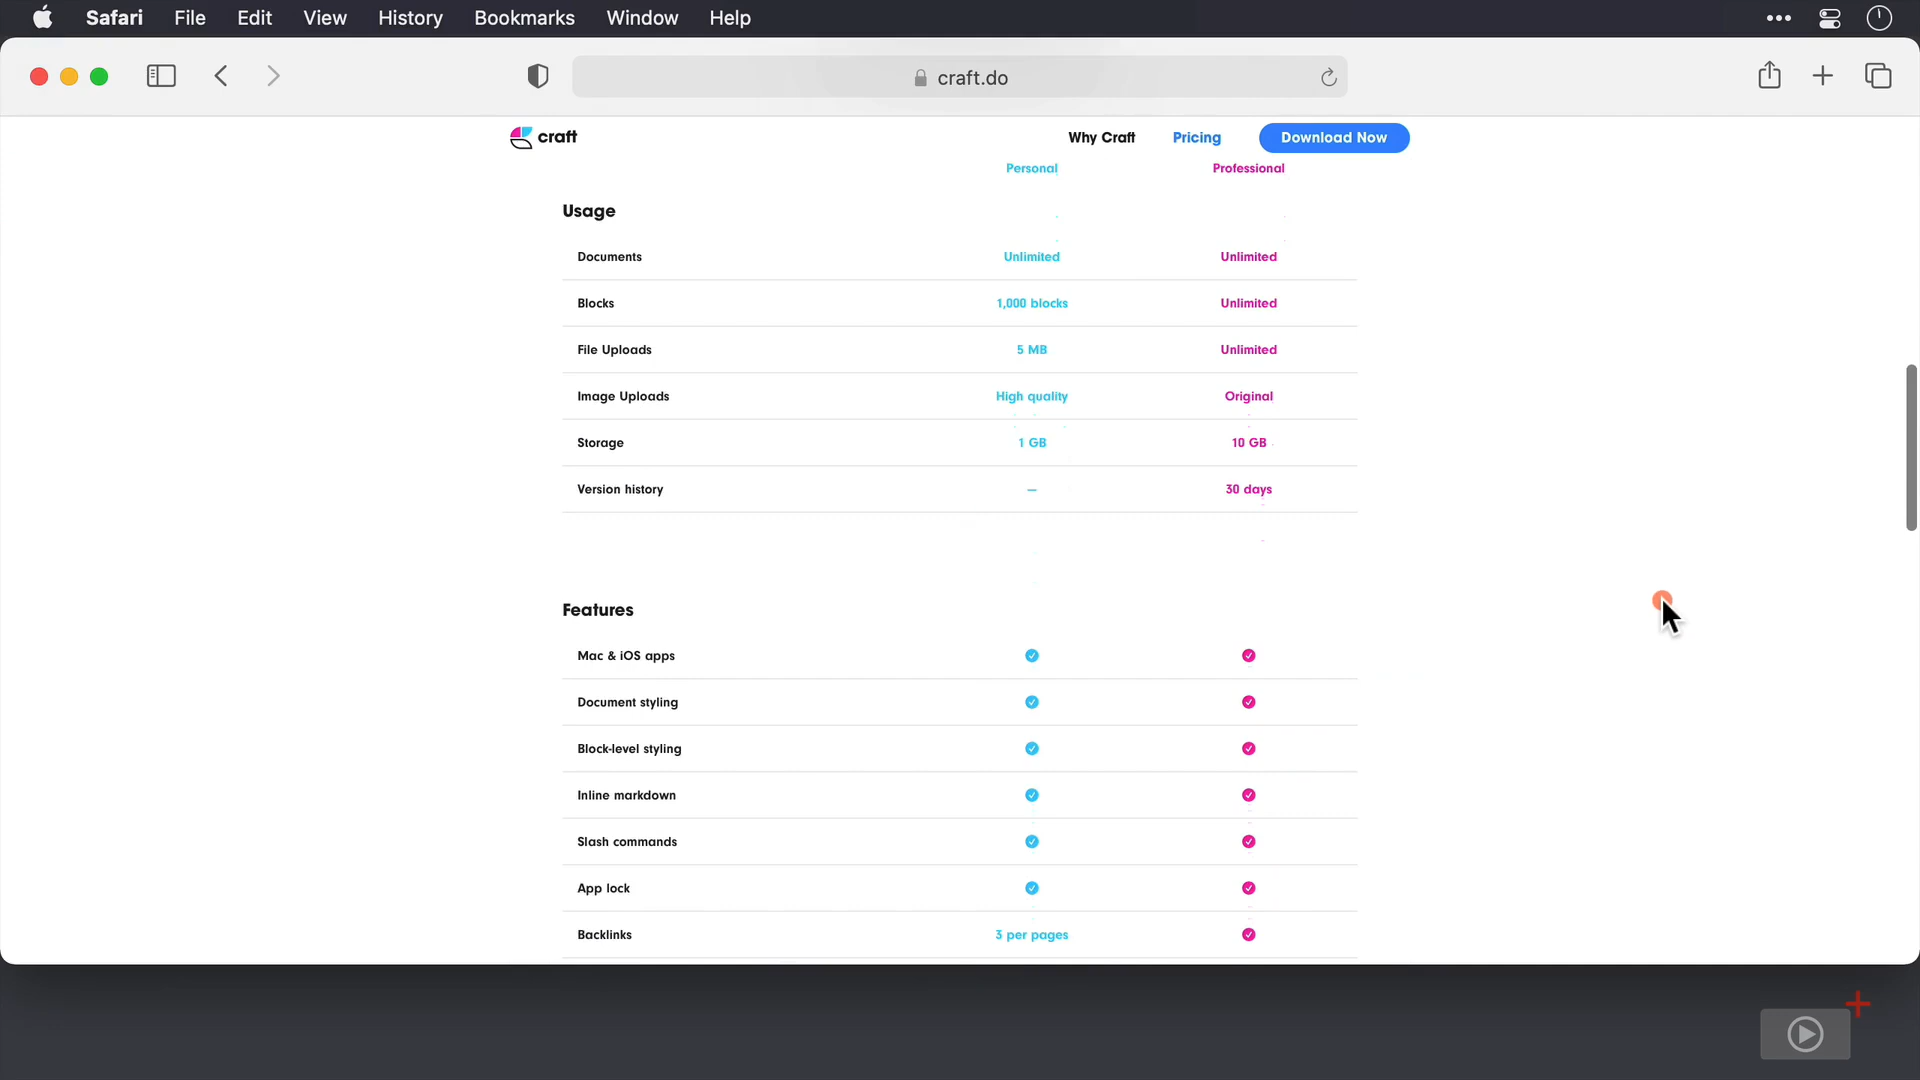 Safari File Edit View History Bookmarks Window Help
craft.do
craft Why Craft Pricing Download Now
Personal Professional
Usage
Documents Unlimited Unlimited
Blocks 1,000 blocks Unlimited
File Uploads 5 MB Unlimited
Image Uploads High quality Original
Storage 1 GB 10 GB
Version history — 30 days
Features
Mac & iOS apps
Document styling
Block-level styling
Inline markdown
Slash commands
App lock
Backlinks 3 per pages